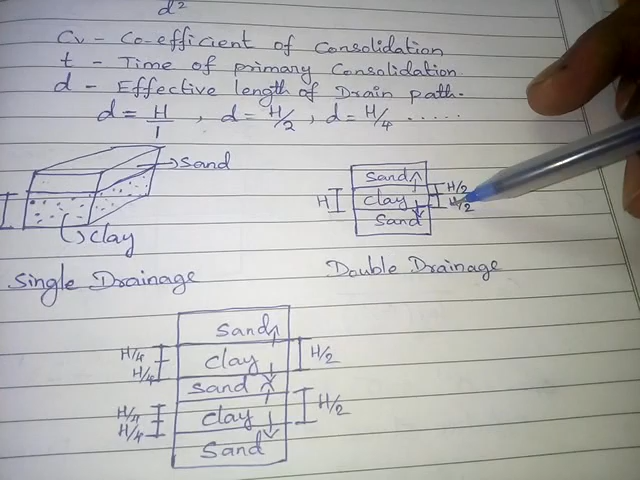 d²
Cv - Co-efficient of Consolidation
t - Time of primary Consolidation.
d - Effective length of Drain path.
d = H/1 , d = H/2 , d = H/4 ......
Sand
Clay
Single Drainage
Sand
H
Clay
H/2
H/2
Sand
Double Drainage
Sand
H/4
H/4
Clay
H/2
Sand
H/4
H/4
Clay
H/2
Sand